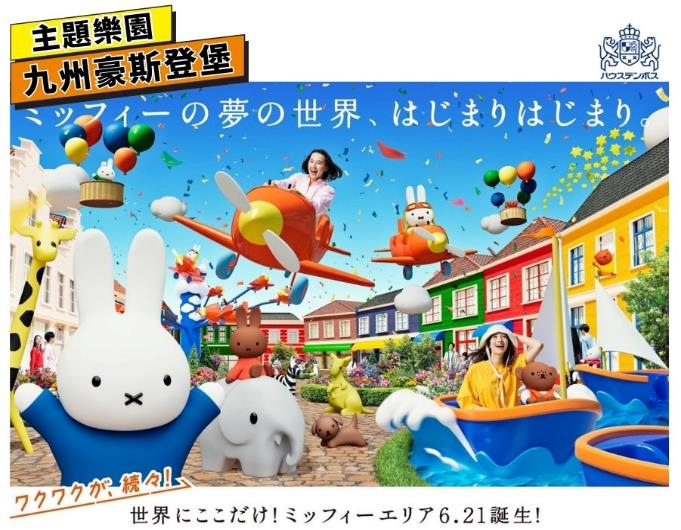 主題樂園
九州豪斯登堡
ハウステンボス
ミッフィーの夢の世界、はじまりはじまり。
ワクワクが、続々!
世界にここだけ!ミッフィーエリア6.21誕生!